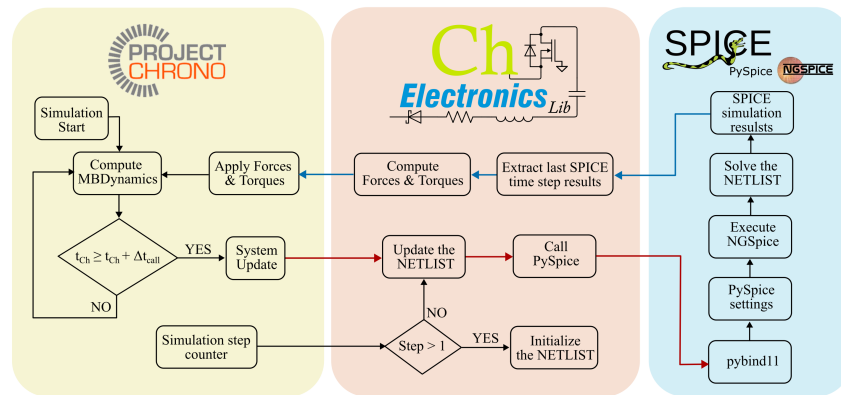 PROJECT
CHRONO
Simulation
Start
Compute
MBDynamics
Apply Forces
& Torques
t_Ch ≥ t_Ch + Δt_call
YES
System
Update
NO
Simulation step
counter
Ch
Electronics
Lib
Compute
Forces & Torques
Extract last SPICE
time step results
Update the
NETLIST
Call
PySpice
NO
Step > 1
YES
Initialize
the NETLIST
SPICE
PySpice
NGSPICE
SPICE
simulation
resulsts
Solve the
NETLIST
Execute
NGSpice
PySpice
settings
pybind11